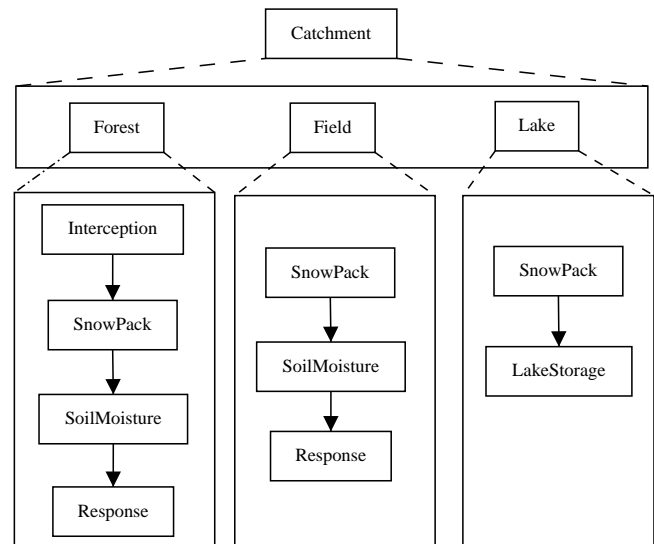 Catchment
Forest
Field
Lake
Interception
SnowPack
SoilMoisture
Response
SnowPack
SoilMoisture
Response
SnowPack
LakeStorage